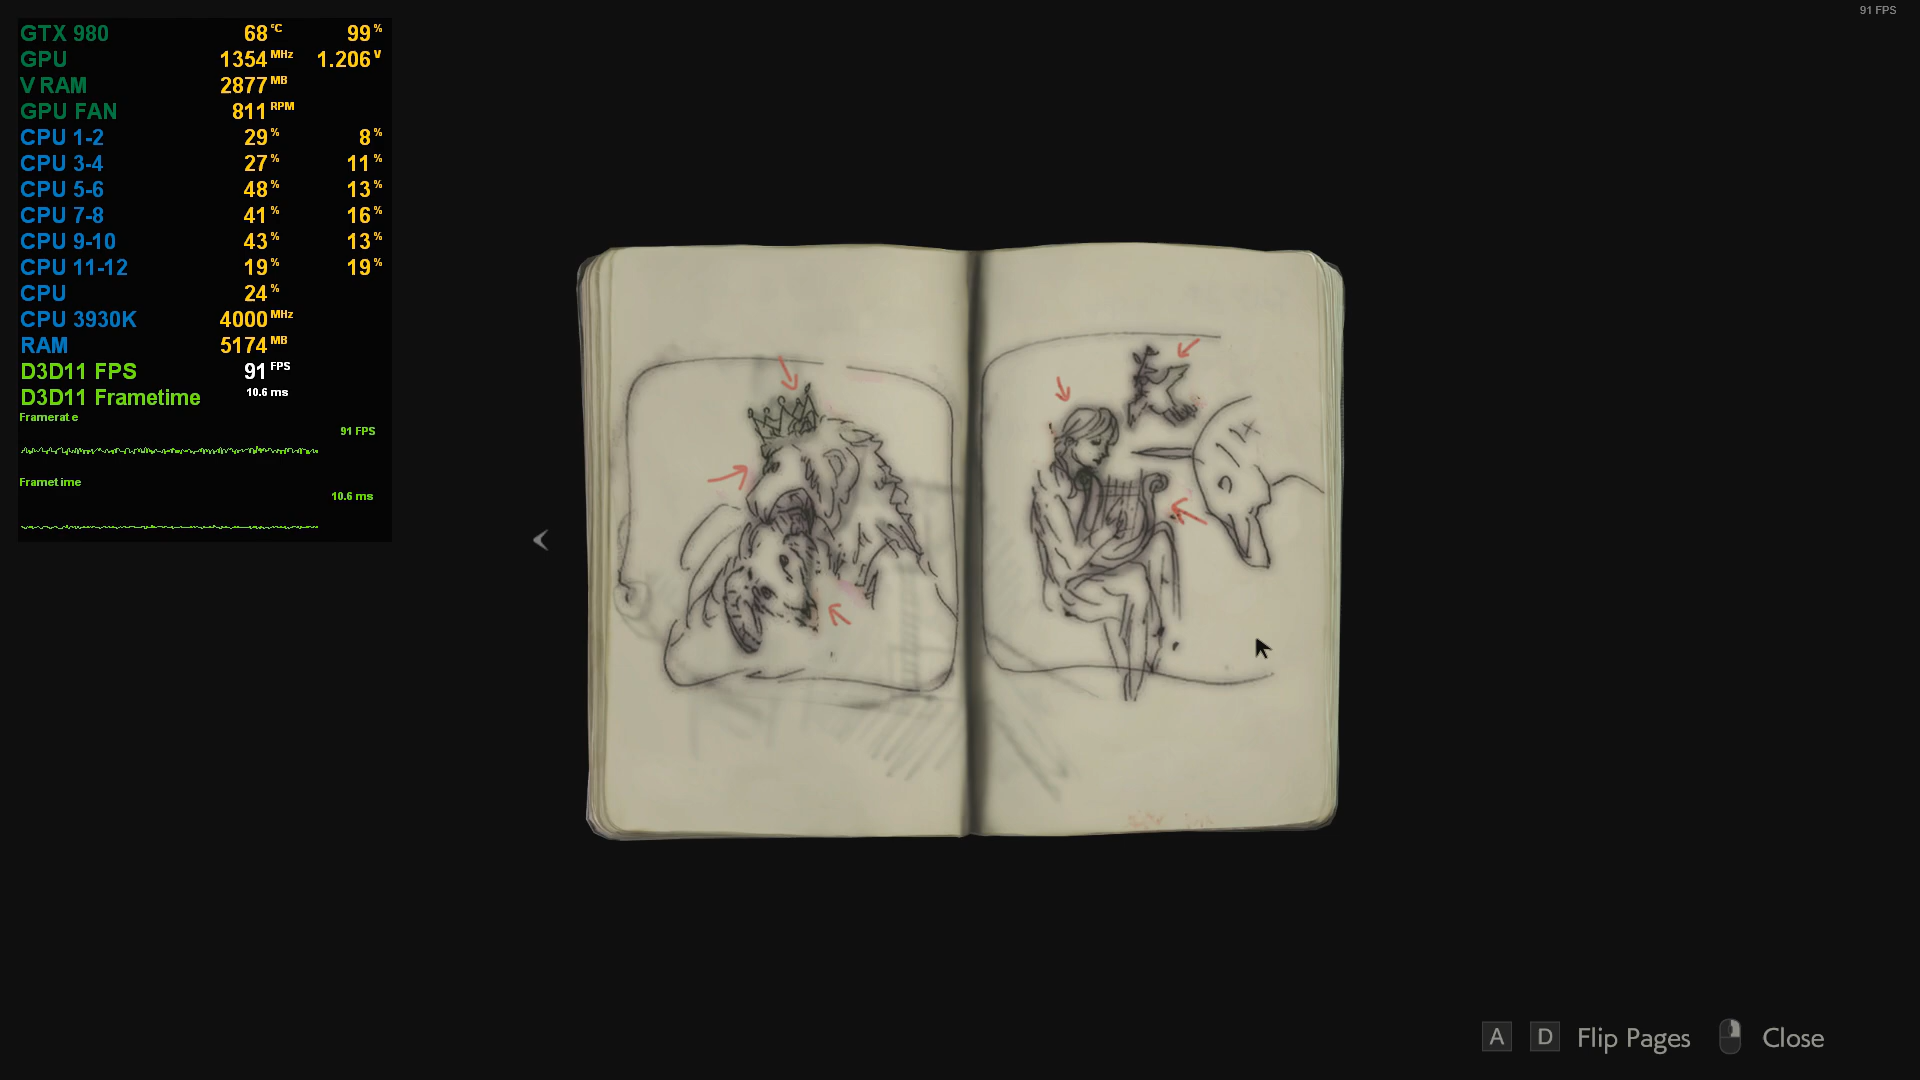 91 FPS
GTX 980 68 °C 99 %
GPU 1354 MHz 1.206 V
V RAM 2877 MB
GPU FAN 811 RPM
CPU 1-2 29 % 8 %
CPU 3-4 27 % 11 %
CPU 5-6 48 % 13 %
CPU 7-8 41 % 16 %
CPU 9-10 43 % 13 %
CPU 11-12 19 % 19 %
CPU 24 %
CPU 3930K 4000 MHz
RAM 5174 MB
D3D11 FPS 91 FPS
D3D11 Frametime 10.6 ms
Framerate
91 FPS
Frametime
10.6 ms
A D Flip Pages Close